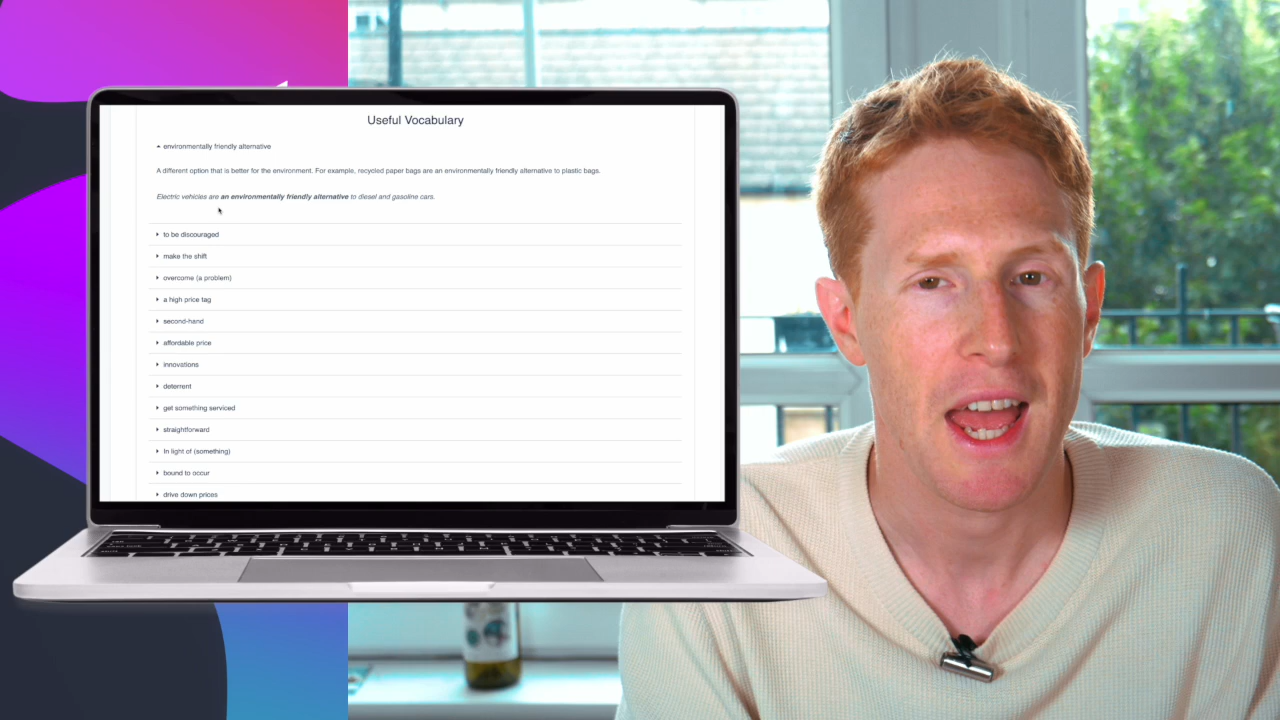 Useful Vocabulary
environmentally friendly alternative
A different option that is better for the environment. For example, recycled paper bags are an environmentally friendly alternative to plastic bags.
Electric vehicles are an environmentally friendly alternative to diesel and gasoline cars.
to be discouraged
make the shift
overcome (a problem)
a high price tag
second-hand
affordable price
innovations
deterrent
get something serviced
straightforward
In light of (something)
bound to occur
drive down prices